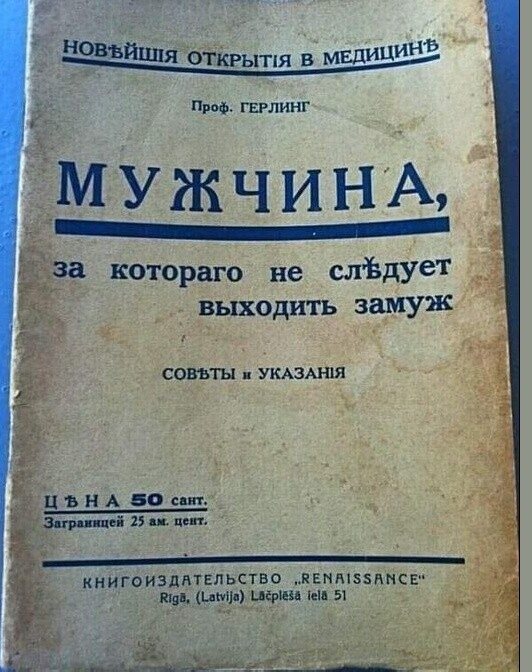 НОВѢЙШІЯ ОТКРЫТІЯ В МЕДИЦИНѢ
Проф. ГЕРЛИНГ
МУЖЧИНА,
за котораго не слѣдует
выходить замуж
СОВѢТЫ и УКАЗАНІЯ
ЦѢНА 50 сант.
Заграницей 25 ам. цент.
КНИГОИЗДАТЕЛЬСТВО „RENAISSANCE“
Rīgā, (Latvija) Lāčplēša ielā 51